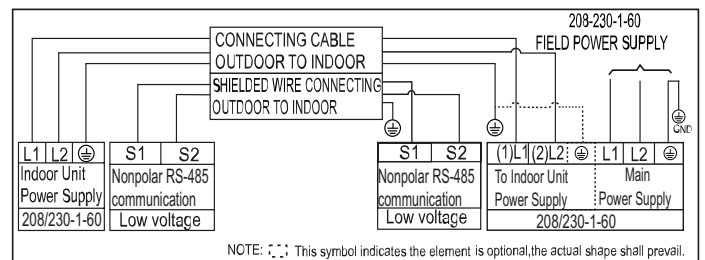 208-230-1-60
FIELD POWER SUPPLY
CONNECTING CABLE
OUTDOOR TO INDOOR
SHIELDED WIRE CONNECTING
OUTDOOR TO INDOOR
GND
L1 L2
Indoor Unit
Power Supply
208/230-1-60
S1 S2
Nonpolar RS-485
communication
Low voltage
S1 S2
Nonpolar RS-485
communication
Low voltage
(1)L1 (2)L2 L1 L2
To Indoor Unit
Power Supply
Main
Power Supply
208/230-1-60
NOTE: This symbol indicates the element is optional,the actual shape shall prevail.